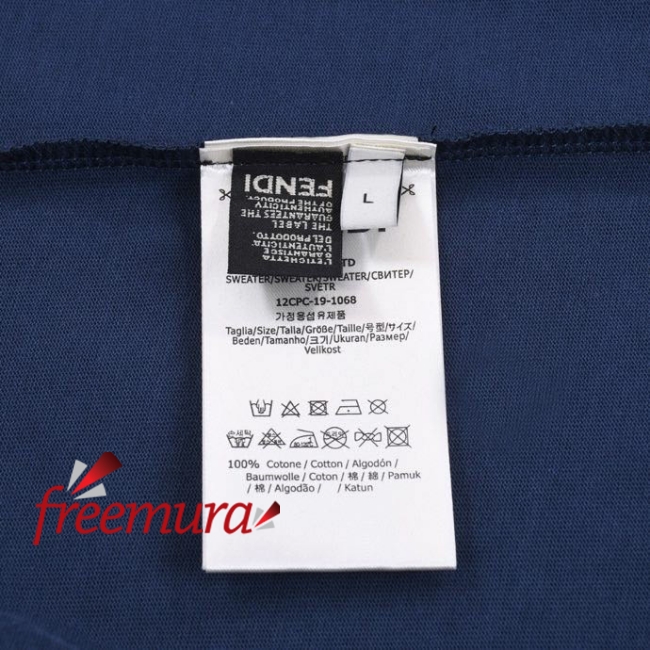 FENDI
THE LABEL
GUARANTEES THE
AUTHENTICITY
OF THE PRODUCT.
L'ETICHETTA
GARANTISCE
L'AUTENTICITA'
DEL PRODOTTO.
L
DI
TD
SWEATER/SWEATER/SWEATER/СВИТЕР/
SVETR
12CPC-19-1068
가정용섬유제품
Taglia/Size/Talla/Größe/Taille/号型/サイズ/
Beden/Tamanho/크기/Ukuran/Размер/
Velikost
100% Cotone / Cotton / Algodón /
Baumwolle / Coton / 棉 / 綿 / Pamuk
/ 棉 / Algodão / / Katun
freemura